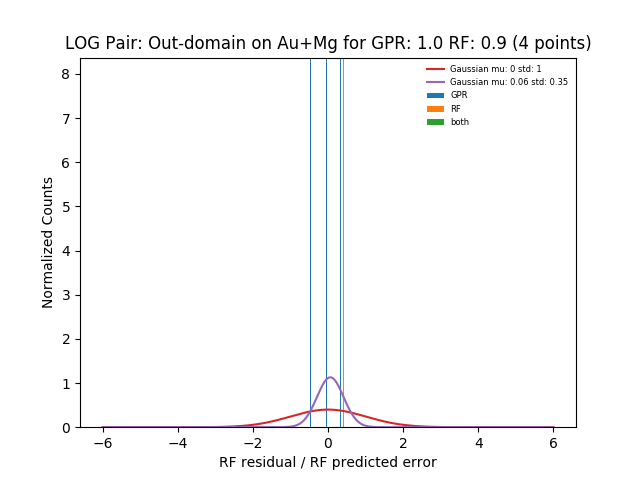 LOG Pair: Out-domain on Au+Mg for GPR: 1.0 RF: 0.9 (4 points)
Gaussian mu: 0 std: 1
Gaussian mu: 0.06 std: 0.35
GPR
RF
both
Normalized Counts
8
7
6
5
4
3
2
1
0
−6 −4 −2 0 2 4 6
RF residual / RF predicted error